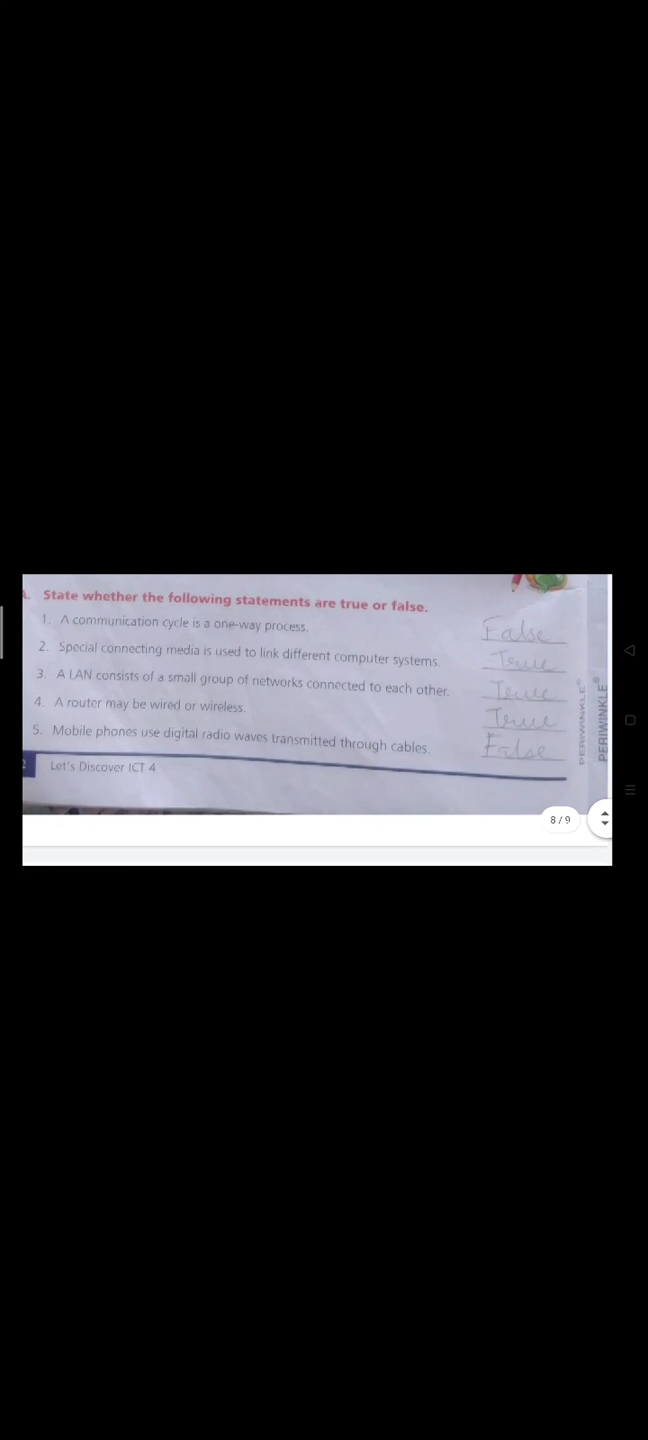 A. State whether the following statements are true or false.
1. A communication cycle is a one-way process. False
2. Special connecting media is used to link different computer systems. True
3. A LAN consists of a small group of networks connected to each other. True
4. A router may be wired or wireless. True
5. Mobile phones use digital radio waves transmitted through cables. False
Let's Discover ICT 4
PERIWINKLE®
PERIWINKLE®
8 / 9